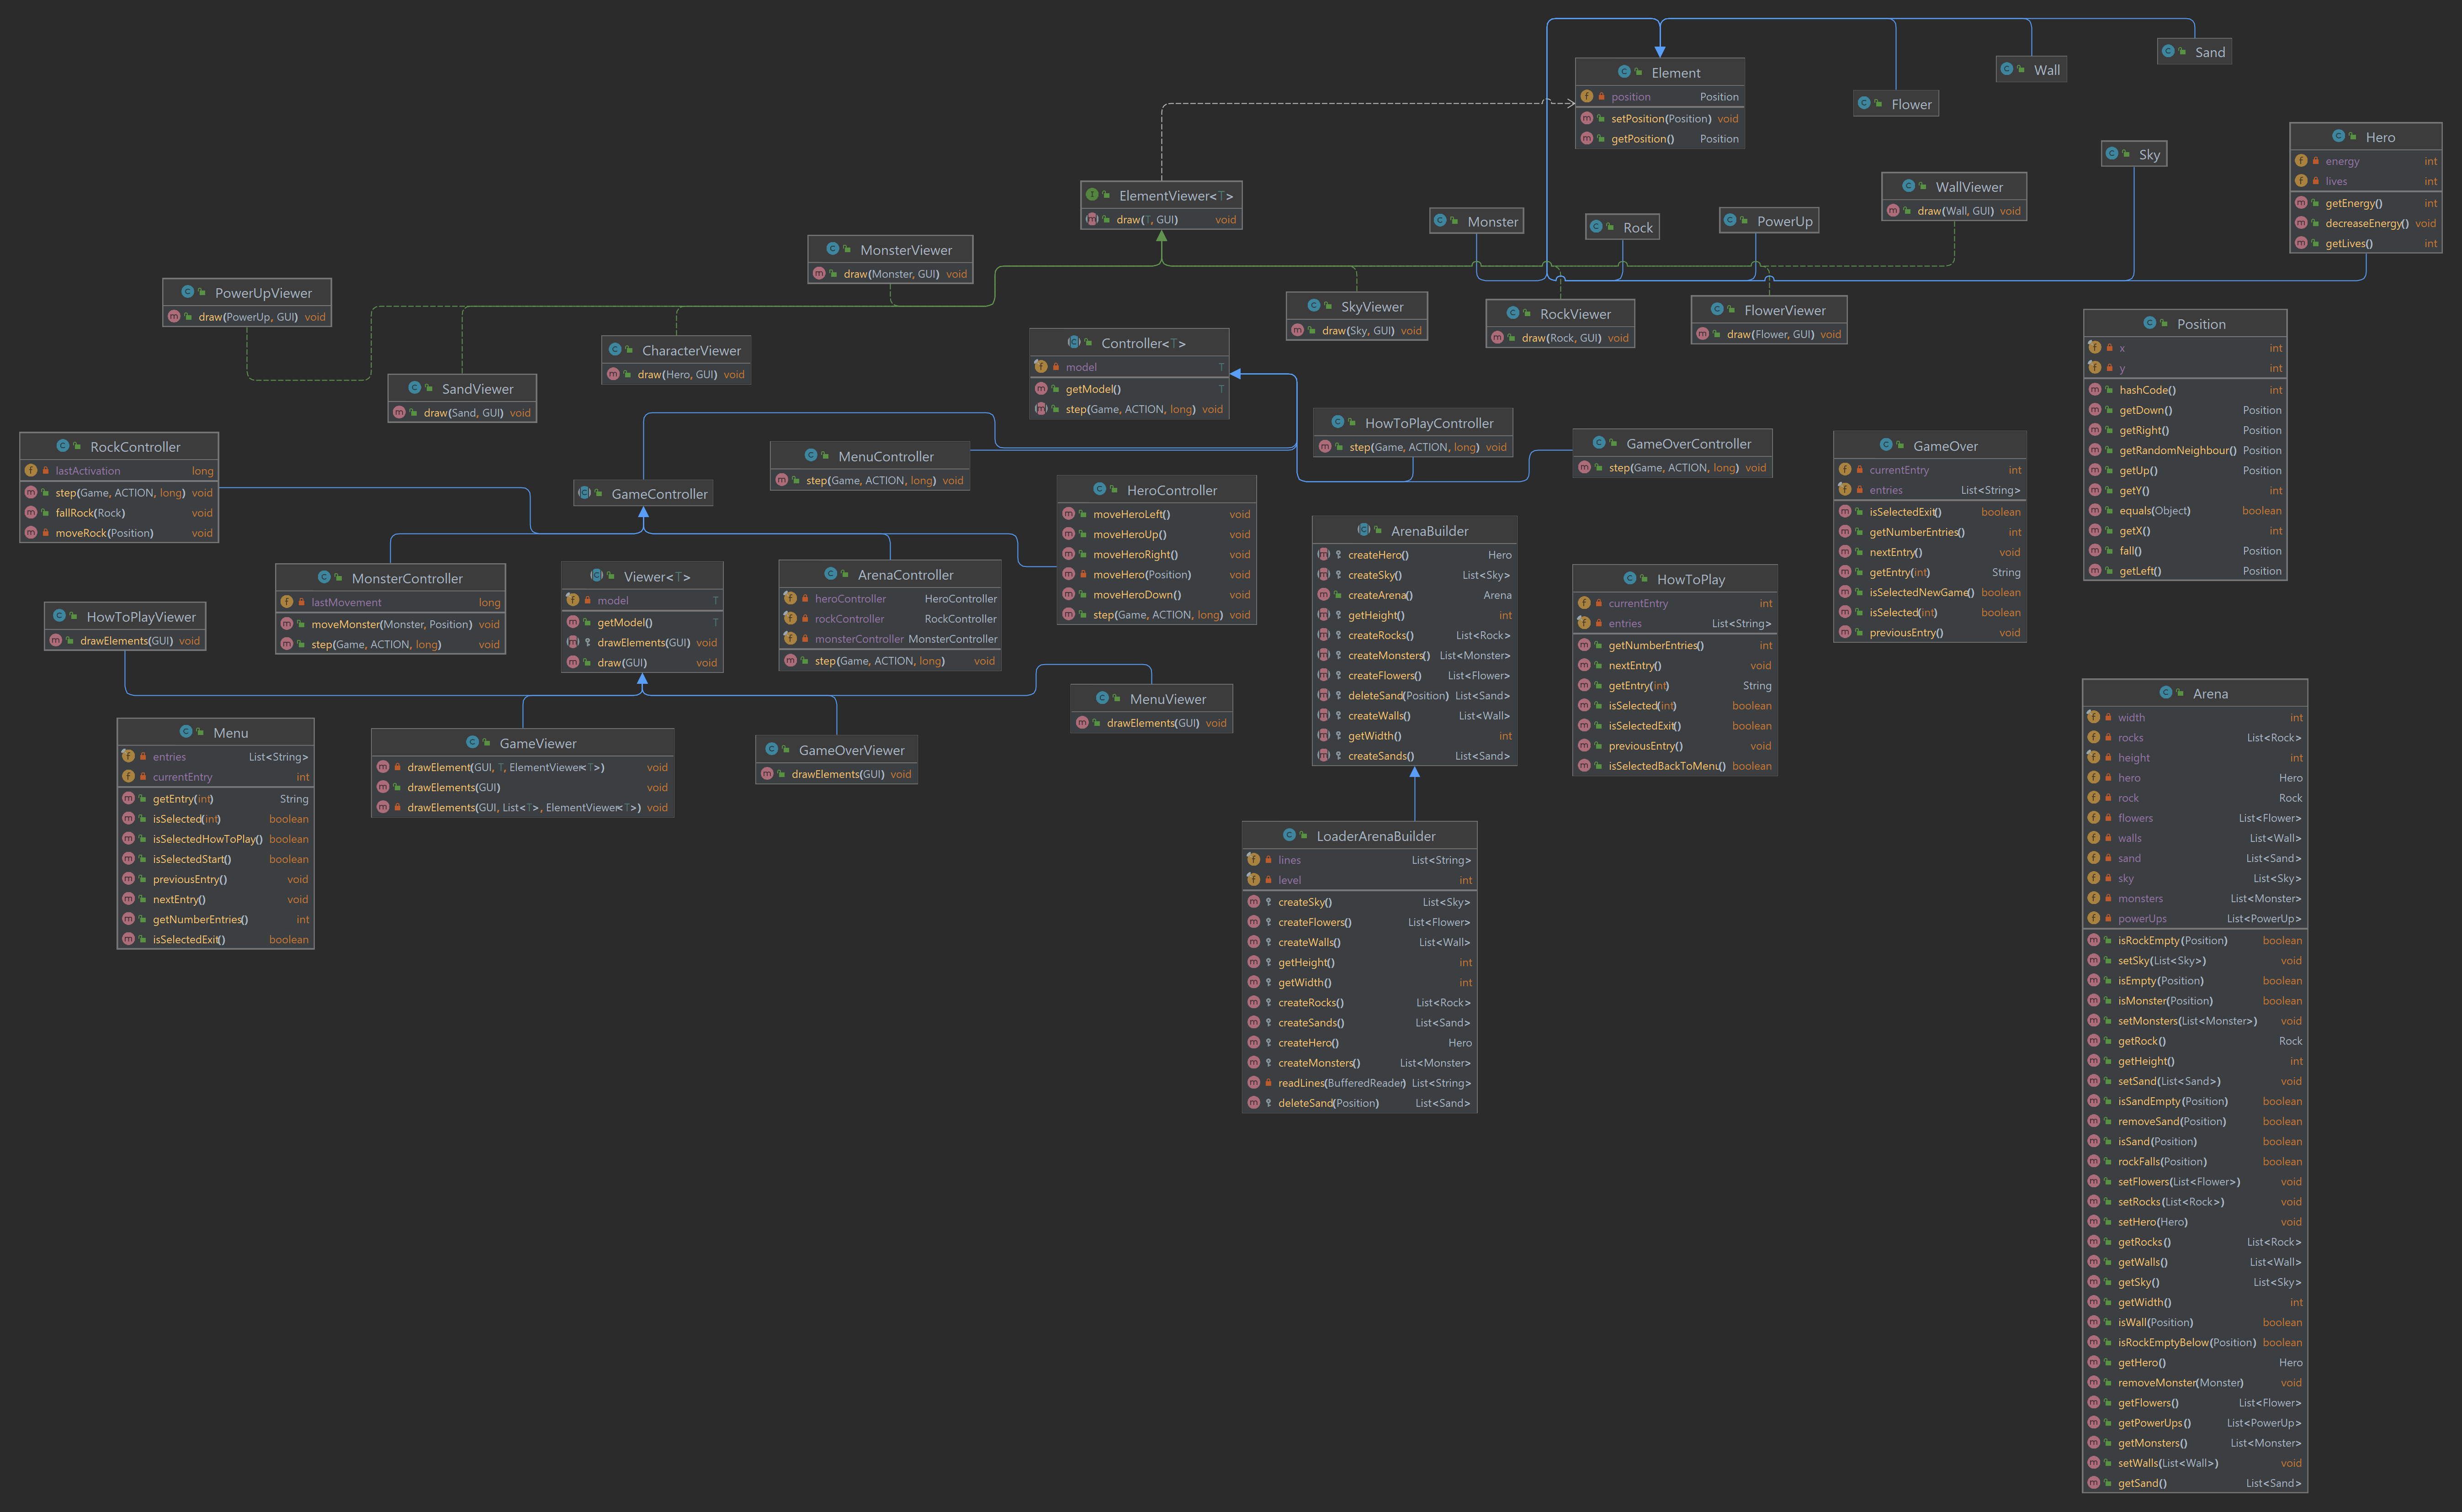 Element
position Position
setPosition(Position) void
getPosition() Position
Sand
Wall
Flower
Sky
Hero
energy int
lives int
getEnergy() int
decreaseEnergy() void
getLives() int
ElementViewer<T>
draw(T, GUI) void
WallViewer
draw(Wall, GUI) void
Monster
Rock
PowerUp
MonsterViewer
draw(Monster, GUI) void
PowerUpViewer
draw(PowerUp, GUI) void
SkyViewer
draw(Sky, GUI) void
RockViewer
draw(Rock, GUI) void
FlowerViewer
draw(Flower, GUI) void
CharacterViewer
draw(Hero, GUI) void
SandViewer
draw(Sand, GUI) void
Controller<T>
model T
getModel() T
step(Game, ACTION, long) void
Position
x int
y int
hashCode() int
getDown() Position
getRight() Position
getRandomNeighbour() Position
getUp() Position
getY() int
equals(Object) boolean
getX() int
fall() Position
getLeft() Position
RockController
lastActivation long
step(Game, ACTION, long) void
fallRock(Rock) void
moveRock(Position) void
MenuController
step(Game, ACTION, long) void
HowToPlayController
step(Game, ACTION, long) void
GameOverController
step(Game, ACTION, long) void
GameOver
currentEntry int
entries List<String>
isSelectedExit() boolean
getNumberEntries() int
nextEntry() void
getEntry(int) String
isSelectedNewGame() boolean
isSelected(int) boolean
previousEntry() void
GameController
HeroController
moveHeroLeft() void
moveHeroUp() void
moveHeroRight() void
moveHero(Position) void
moveHeroDown() void
step(Game, ACTION, long) void
ArenaBuilder
createHero() Hero
createSky() List<Sky>
createArena() Arena
getHeight() int
createRocks() List<Rock>
createMonsters() List<Monster>
createFlowers() List<Flower>
deleteSand(Position) List<Sand>
createWalls() List<Wall>
getWidth() int
createSands() List<Sand>
MonsterController
lastMovement long
moveMonster(Monster, Position) void
step(Game, ACTION, long) void
Viewer<T>
model T
getModel() T
drawElements(GUI) void
draw(GUI) void
ArenaController
heroController HeroController
rockController RockController
monsterController MonsterController
step(Game, ACTION, long) void
HowToPlay
currentEntry int
entries List<String>
getNumberEntries() int
nextEntry() void
getEntry(int) String
isSelected(int) boolean
isSelectedExit() boolean
previousEntry() void
isSelectedBackToMenu() boolean
HowToPlayViewer
drawElements(GUI) void
MenuViewer
drawElements(GUI) void
Menu
entries List<String>
currentEntry int
getEntry(int) String
isSelected(int) boolean
isSelectedHowToPlay() boolean
isSelectedStart() boolean
previousEntry() void
nextEntry() void
getNumberEntries() int
isSelectedExit() boolean
GameViewer
drawElement(GUI, T, ElementViewer<T>) void
drawElements(GUI) void
drawElements(GUI, List<T>, ElementViewer<T>) void
GameOverViewer
drawElements(GUI) void
LoaderArenaBuilder
lines List<String>
level int
createSky() List<Sky>
createFlowers() List<Flower>
createWalls() List<Wall>
getHeight() int
getWidth() int
createRocks() List<Rock>
createSands() List<Sand>
createHero() Hero
createMonsters() List<Monster>
readLines(BufferedReader) List<String>
deleteSand(Position) List<Sand>
Arena
width int
rocks List<Rock>
height int
hero Hero
rock Rock
flowers List<Flower>
walls List<Wall>
sand List<Sand>
sky List<Sky>
monsters List<Monster>
powerUps List<PowerUp>
isRockEmpty(Position) boolean
setSky(List<Sky>) void
isEmpty(Position) boolean
isMonster(Position) boolean
setMonsters(List<Monster>) void
getRock() Rock
getHeight() int
setSand(List<Sand>) void
isSandEmpty(Position) boolean
removeSand(Position) boolean
isSand(Position) boolean
rockFalls(Position) boolean
setFlowers(List<Flower>) void
setRocks(List<Rock>) void
setHero(Hero) void
getRocks() List<Rock>
getWalls() List<Wall>
getSky() List<Sky>
getWidth() int
isWall(Position) boolean
isRockEmptyBelow(Position) boolean
getHero() Hero
removeMonster(Monster) void
getFlowers() List<Flower>
getPowerUps() List<PowerUp>
getMonsters() List<Monster>
setWalls(List<Wall>) void
getSand() List<Sand>